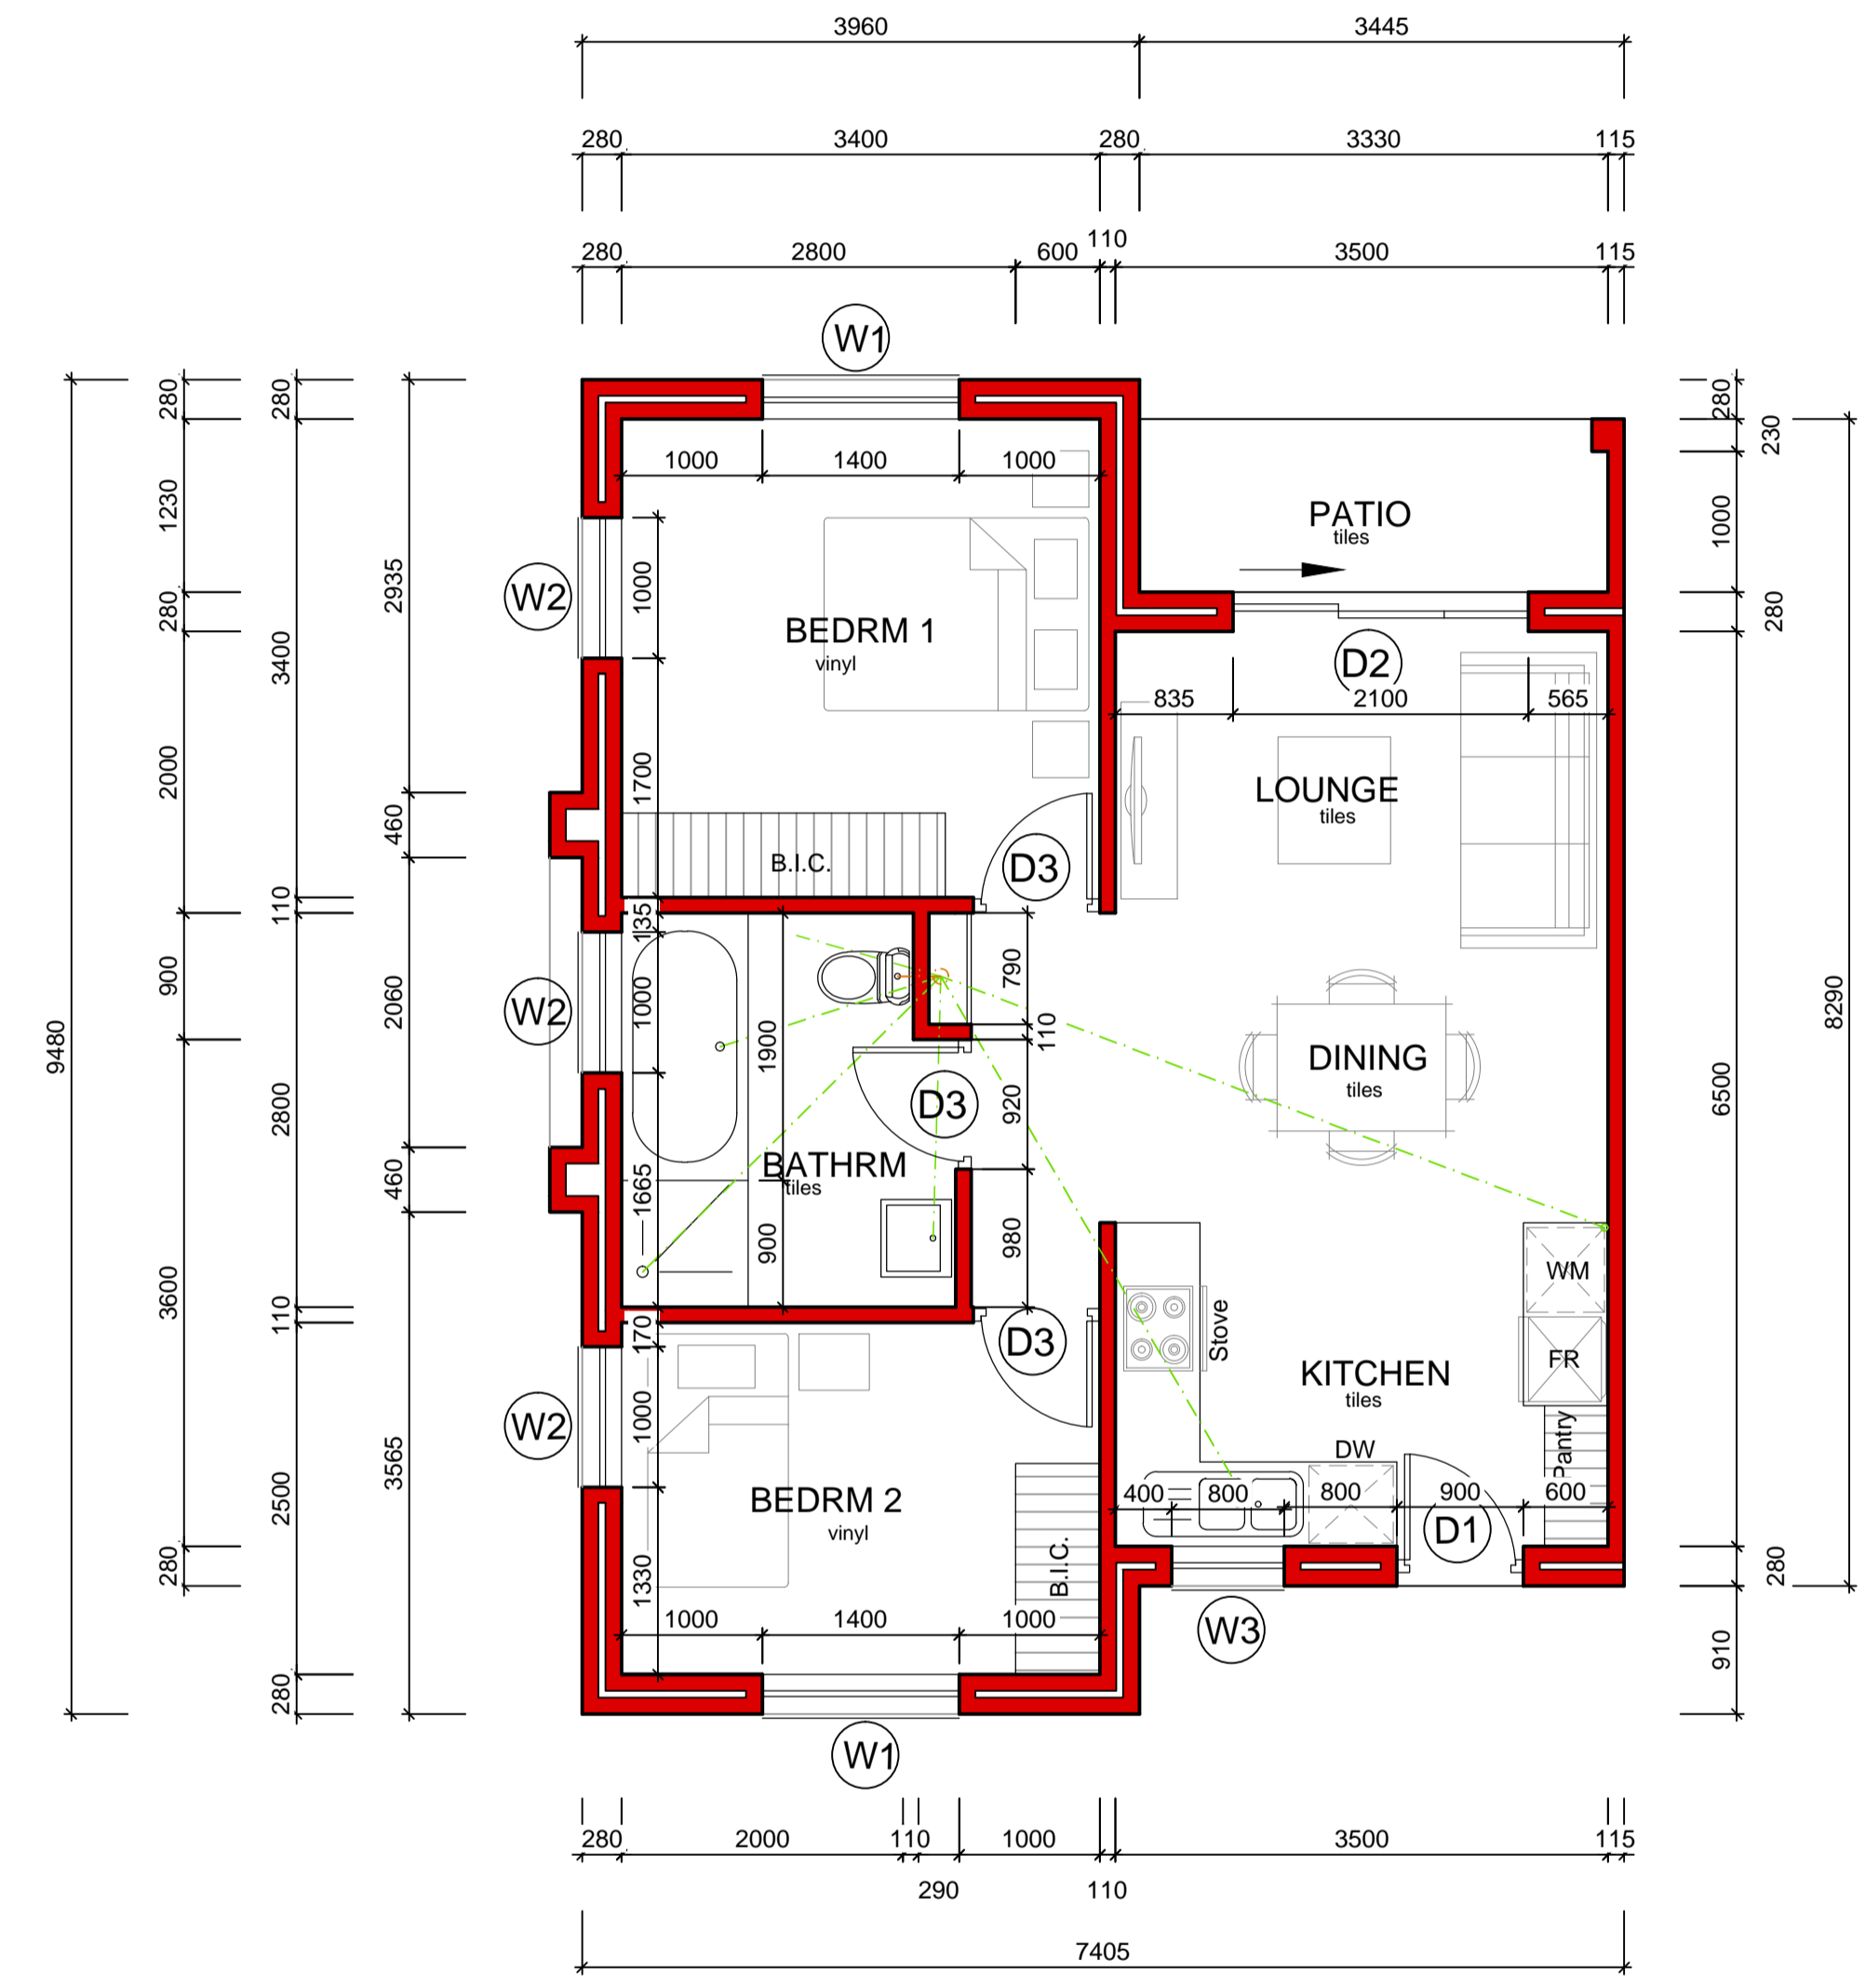 3960 3445
280 3400 280 3330 115
280 2800 600 110 3500 115
W1
280 280 280
230
1000 1400 1000
1230 1000
PATIO
tiles
2935
W2 1000
280 280
BEDRM 1
vinyl
3400
D2
835 2100 565
2000 1700
LOUNGE
tiles
460
B.I.C. D3
110 135
900 790
W2 1000 2060
8290
9480
110
1900
DINING
tiles
D3 920
2800
6500
BATHRM
tiles
460 1665
900 980
WM
3600
110 170
Stove
D3
FR
KITCHEN
tiles
W2 1000
Pantry
DW
3565
2500
BEDRM 2
vinyl
400 800 800 900 600
D1
280 280
B.I.C.
1330
1000 1400 1000
W3
910
280
W1
280 2000 110 1000 3500 115
290 110
7405